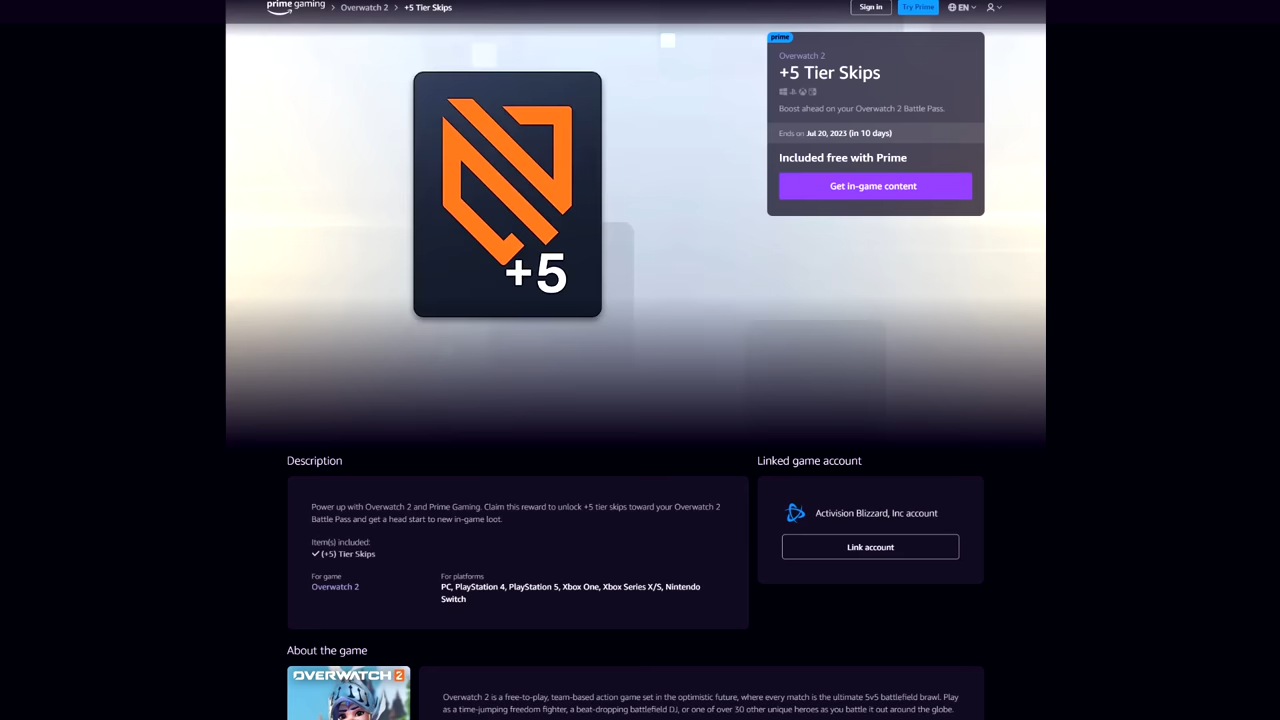 prime gaming
Overwatch 2
+5 Tier Skips
Sign in
Try Prime
EN
prime
Overwatch 2
+5 Tier Skips
Boost ahead on your Overwatch 2 Battle Pass.
Ends on Jul 20, 2023 (in 10 days)
Included free with Prime
Get in-game content
+5
Description
Power up with Overwatch 2 and Prime Gaming. Claim this reward to unlock +5 tier skips toward your Overwatch 2
Battle Pass and get a head start to new in-game loot.
Item(s) included:
(+5) Tier Skips
For game
Overwatch 2
For platforms
PC, PlayStation 4, PlayStation 5, Xbox One, Xbox Series X/S, Nintendo
Switch
Linked game account
Activision Blizzard, Inc account
Link account
About the game
OVERWATCH 2
Overwatch 2 is a free-to-play, team-based action game set in the optimistic future, where every match is the ultimate 5v5 battlefield brawl. Play
as a time-jumping freedom fighter, a beat-dropping battlefield DJ, or one of over 30 other unique heroes as you battle it out around the globe.